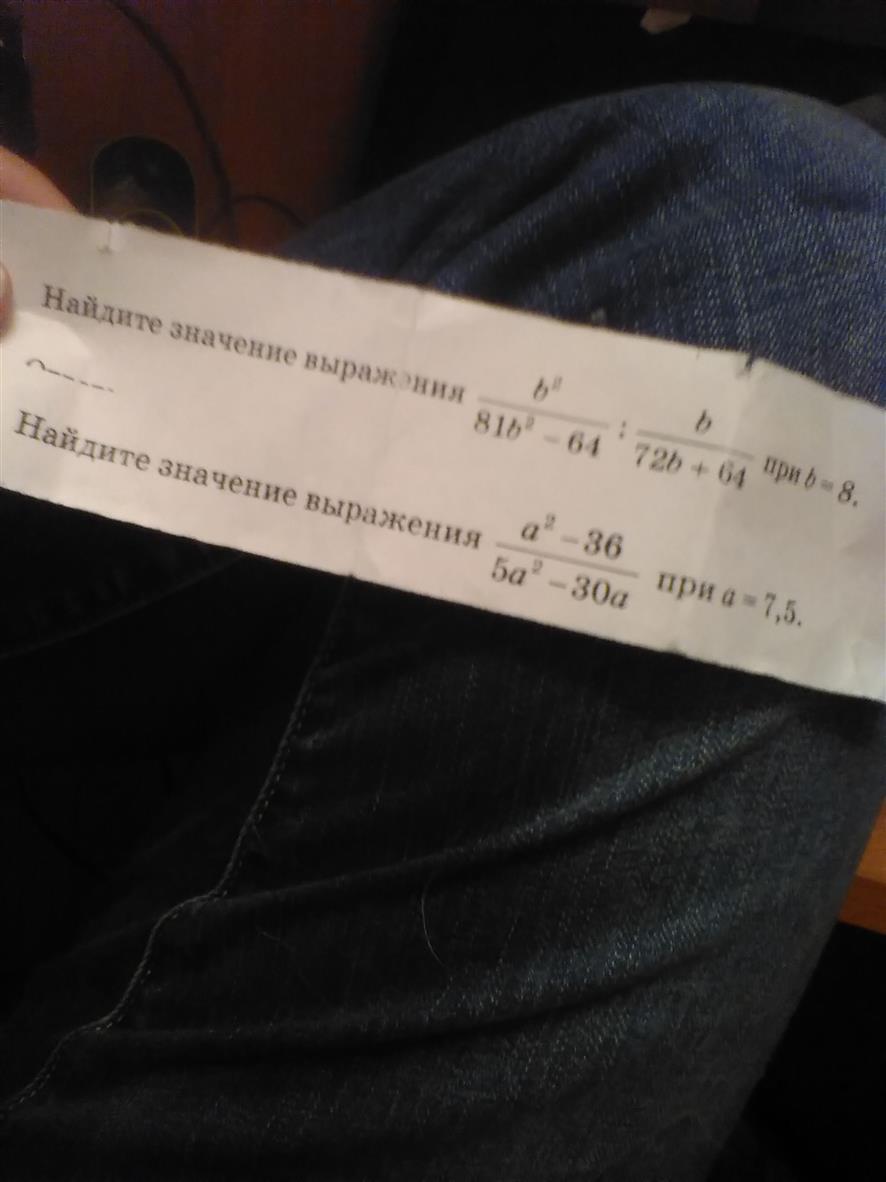 Найдите значение выражения b² / (81b² – 64) : b / (72b + 64) при b = 8.
Найдите значение выражения (a² – 36) / (5a² – 30a) при a = 7,5.